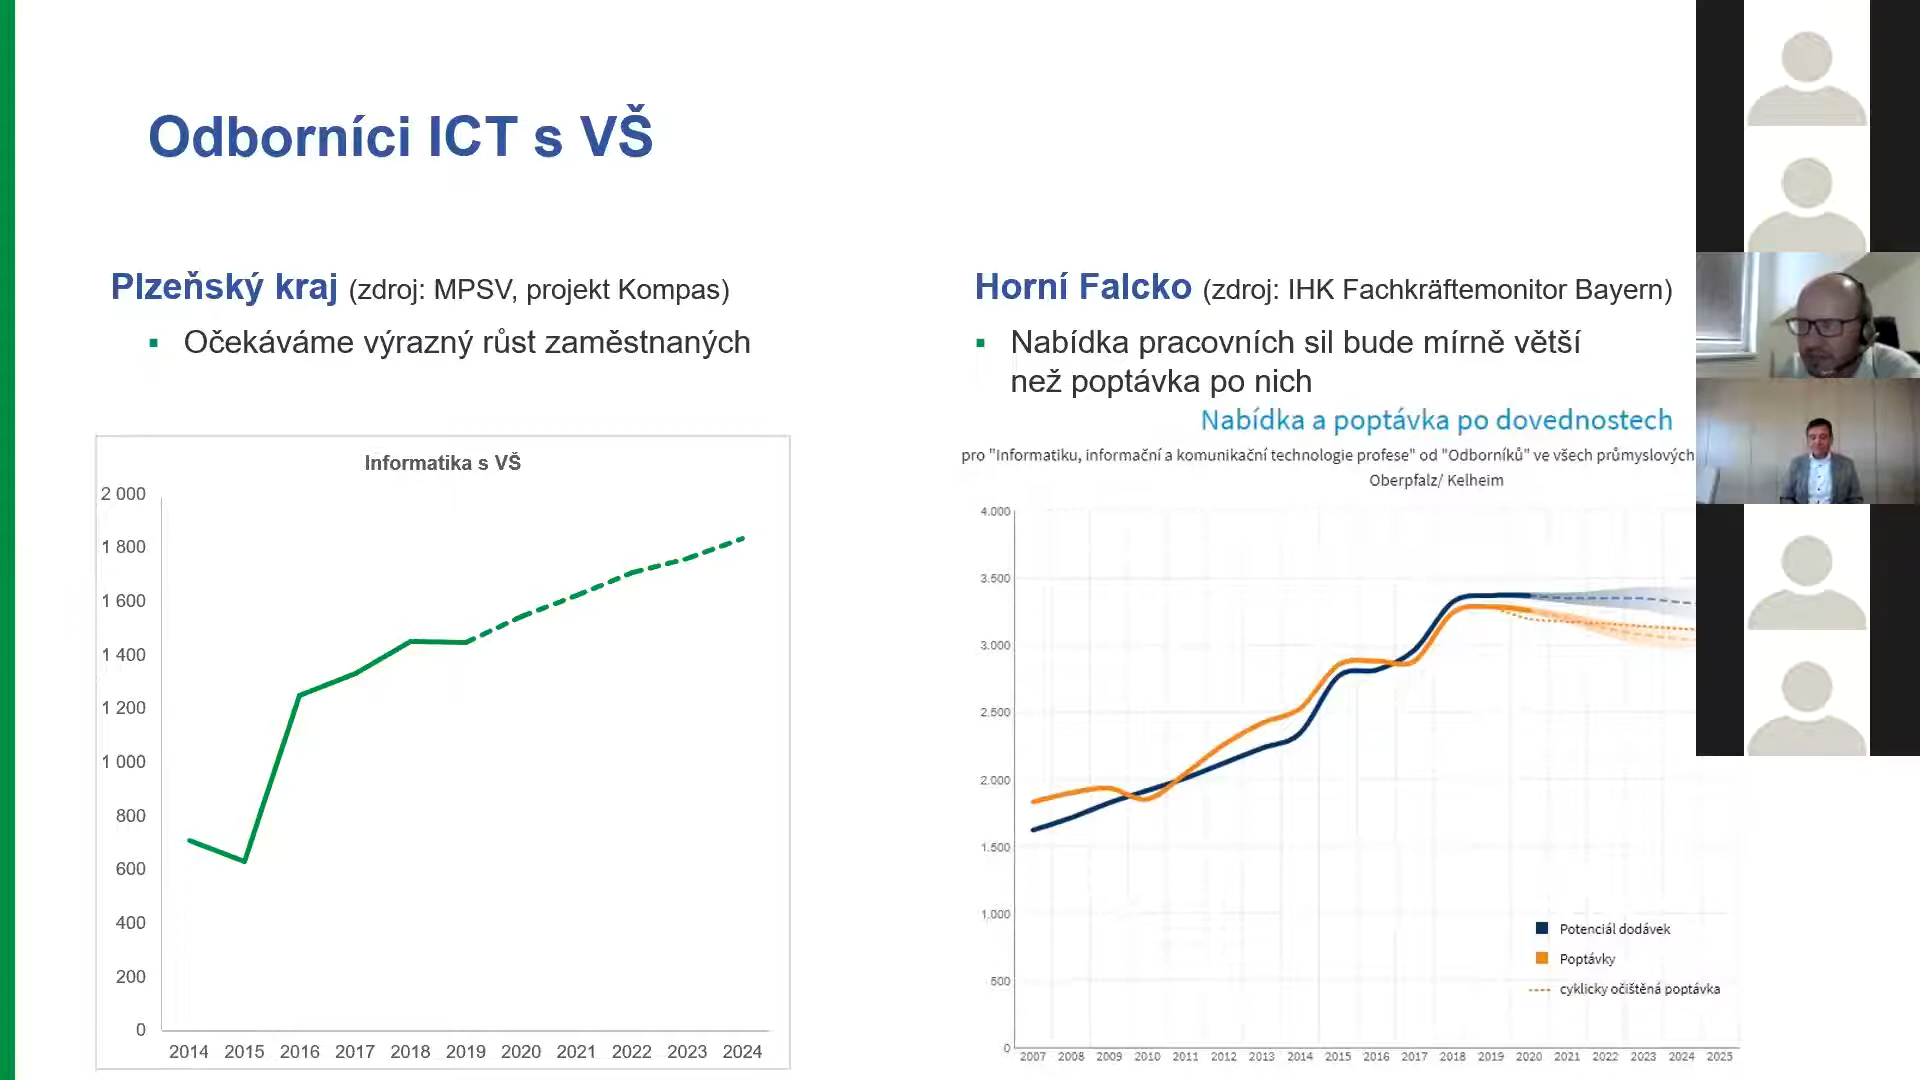 Odborníci ICT s VŠ
Plzeňský kraj (zdroj: MPSV, projekt Kompas)
Očekáváme výrazný růst zaměstnaných
Informatika s VŠ
2 000
1 800
1 600
1 400
1 200
1 000
800
600
400
200
0
2014 2015 2016 2017 2018 2019 2020 2021 2022 2023 2024
Horní Falcko (zdroj: IHK Fachkräftemonitor Bayern)
Nabídka pracovních sil bude mírně větší
než poptávka po nich
Nabídka a poptávka po dovednostech
pro "Informatiku, informační a komunikační technologie profese" od "Odborníků" ve všech průmyslových
Oberpfalz/ Kelheim
4.000
3.500
3.000
2.500
2.000
1.500
1.000
500
0
Potenciál dodávek
Poptávky
cyklicky očištěná poptávka
2007 2008 2009 2010 2011 2012 2013 2014 2015 2016 2017 2018 2019 2020 2021 2022 2023 2024 2025